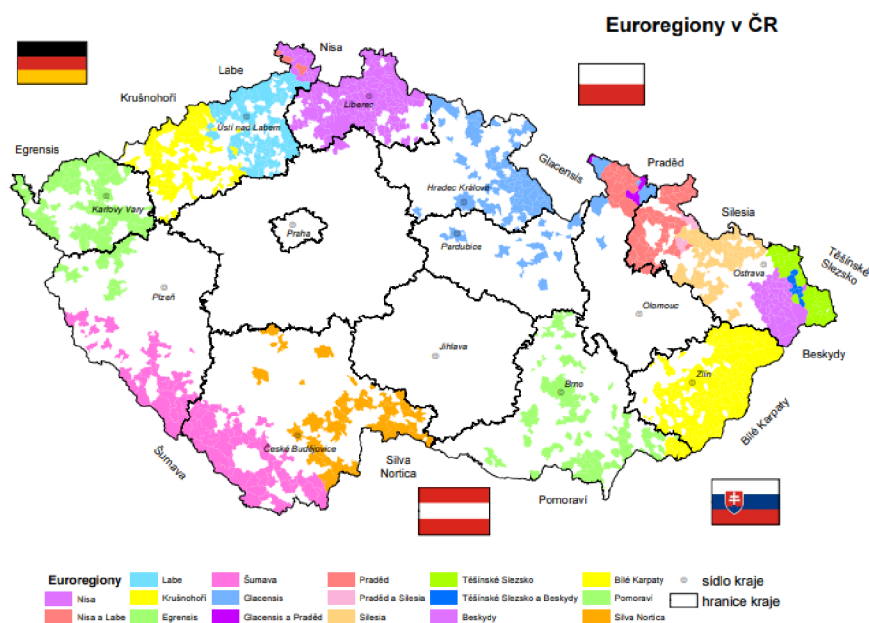 Euroregiony v ČR
Nisa
Labe
Krušnohoří
Egrensis
Liberec
Ústí nad Labem
Karlovy Vary
Glacensis
Praděd
Hradec Králové
Silesia
Praha
Pardubice
Těšínské
Slezsko
Ostrava
Plzeň
Olomouc
Jihlava
Beskydy
Zlín
Brno
Bílé Karpaty
České Budějovice
Šumava
Silva
Nortica
Pomoraví
Euroregiony
Nisa
Nisa a Labe
Labe
Krušnohoří
Egrensis
Šumava
Glacensis
Glacensis a Praděd
Praděd
Praděd a Silesia
Silesia
Těšínské Slezsko
Těšínské Slezsko a Beskydy
Beskydy
Bílé Karpaty
Pomoraví
Silva Nortica
sídlo kraje
hranice kraje